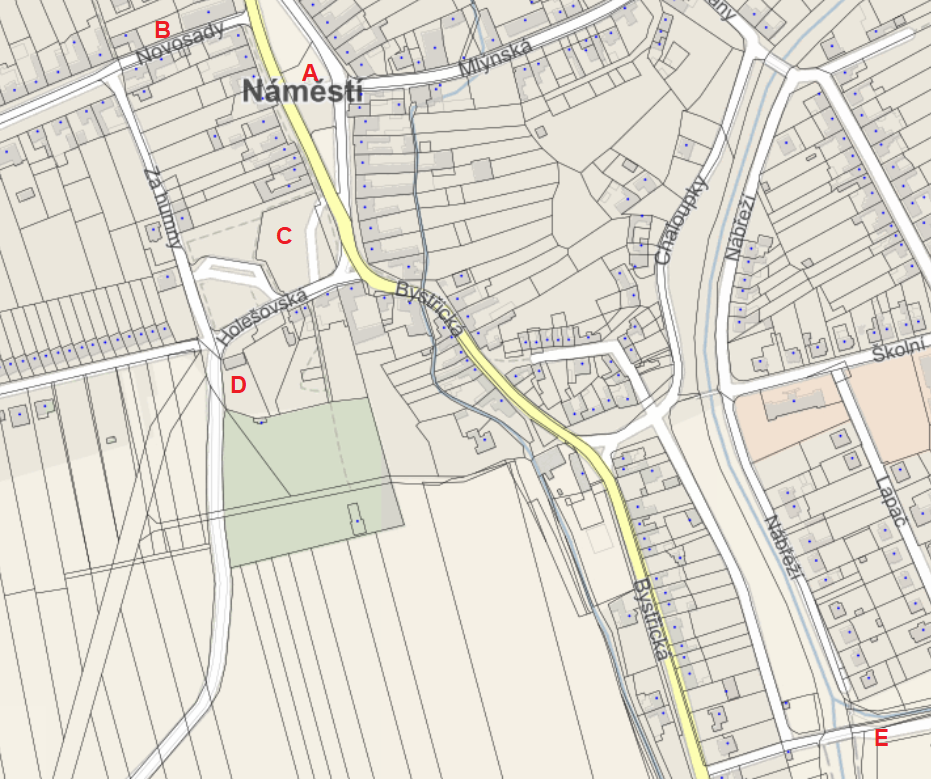 B
Novosady
A
Mlýnská
Náměstí
Za humny
Chaloupky
Nábřeží
C
Holešovská
Bystřická
Školní
D
Lapač
Nábřeží
Bystřická
E